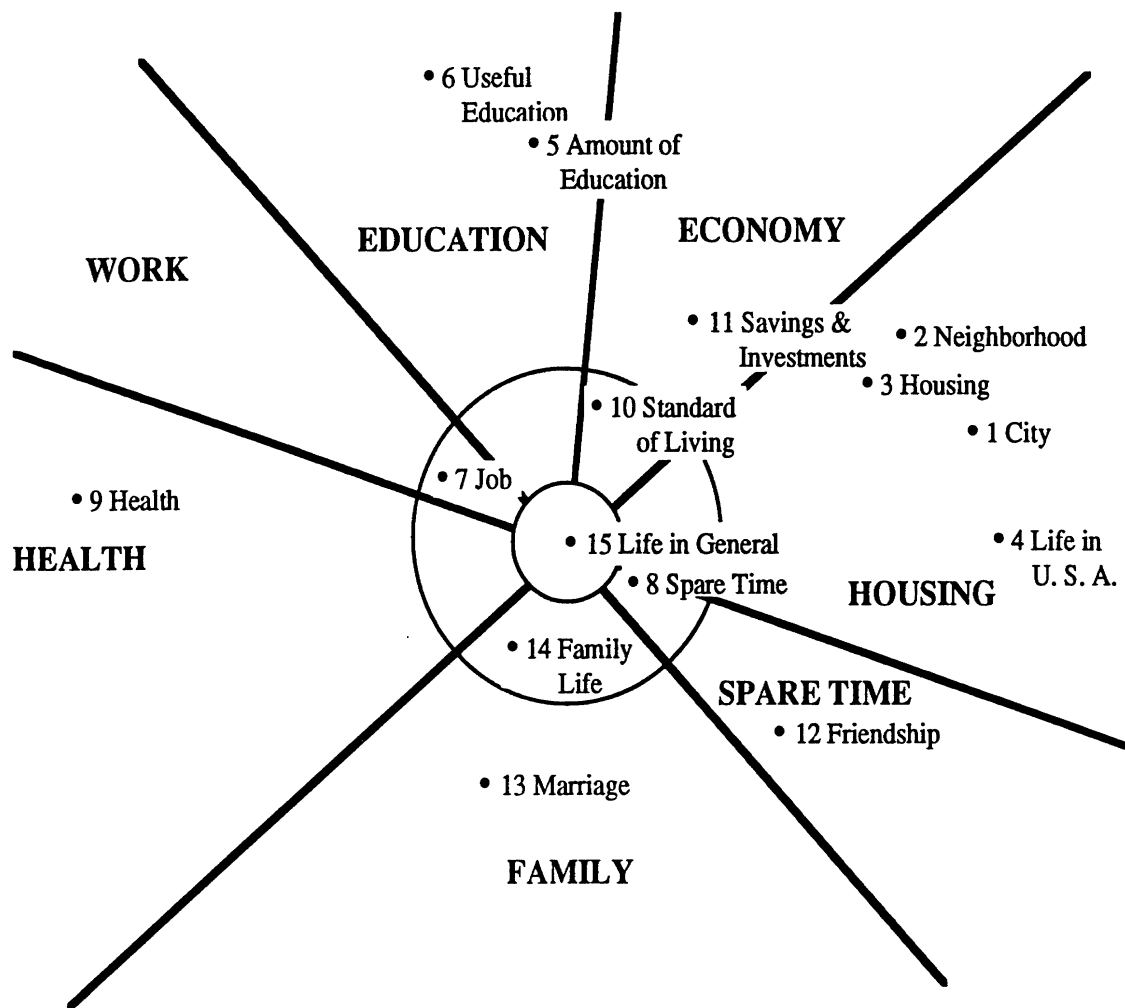 • 6 Useful
Education
• 5 Amount of
Education
EDUCATION
ECONOMY
WORK
• 11 Savings &
Investments
• 2 Neighborhood
• 3 Housing
• 10 Standard
of Living
• 1 City
• 7 Job
• 9 Health
HEALTH
• 15 Life in General
• 4 Life in
U. S. A.
• 8 Spare Time
HOUSING
• 14 Family
Life
SPARE TIME
• 12 Friendship
• 13 Marriage
FAMILY